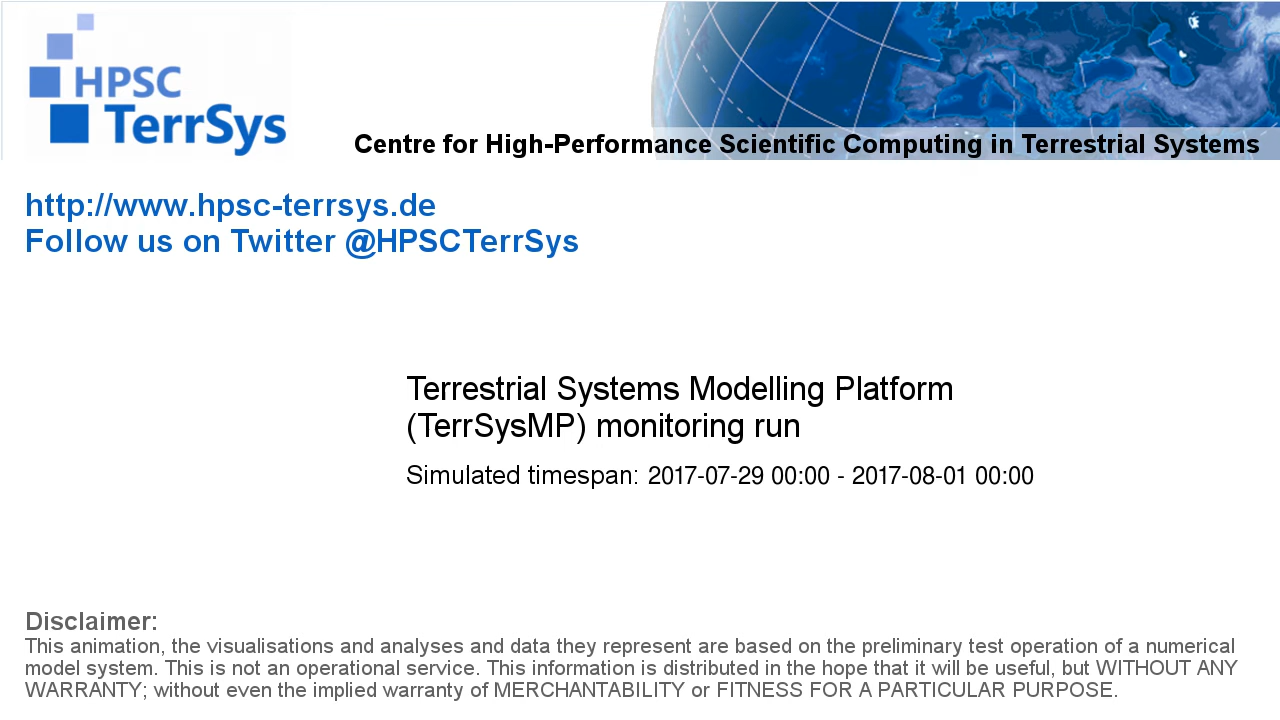 HPSC
TerrSys
Centre for High-Performance Scientific Computing in Terrestrial Systems
http://www.hpsc-terrsys.de
Follow us on Twitter @HPSCTerrSys
Terrestrial Systems Modelling Platform
(TerrSysMP) monitoring run
Simulated timespan: 2017-07-29 00:00 - 2017-08-01 00:00
Disclaimer:
This animation, the visualisations and analyses and data they represent are based on the preliminary test operation of a numerical
model system. This is not an operational service. This information is distributed in the hope that it will be useful, but WITHOUT ANY
WARRANTY; without even the implied warranty of MERCHANTABILITY or FITNESS FOR A PARTICULAR PURPOSE.